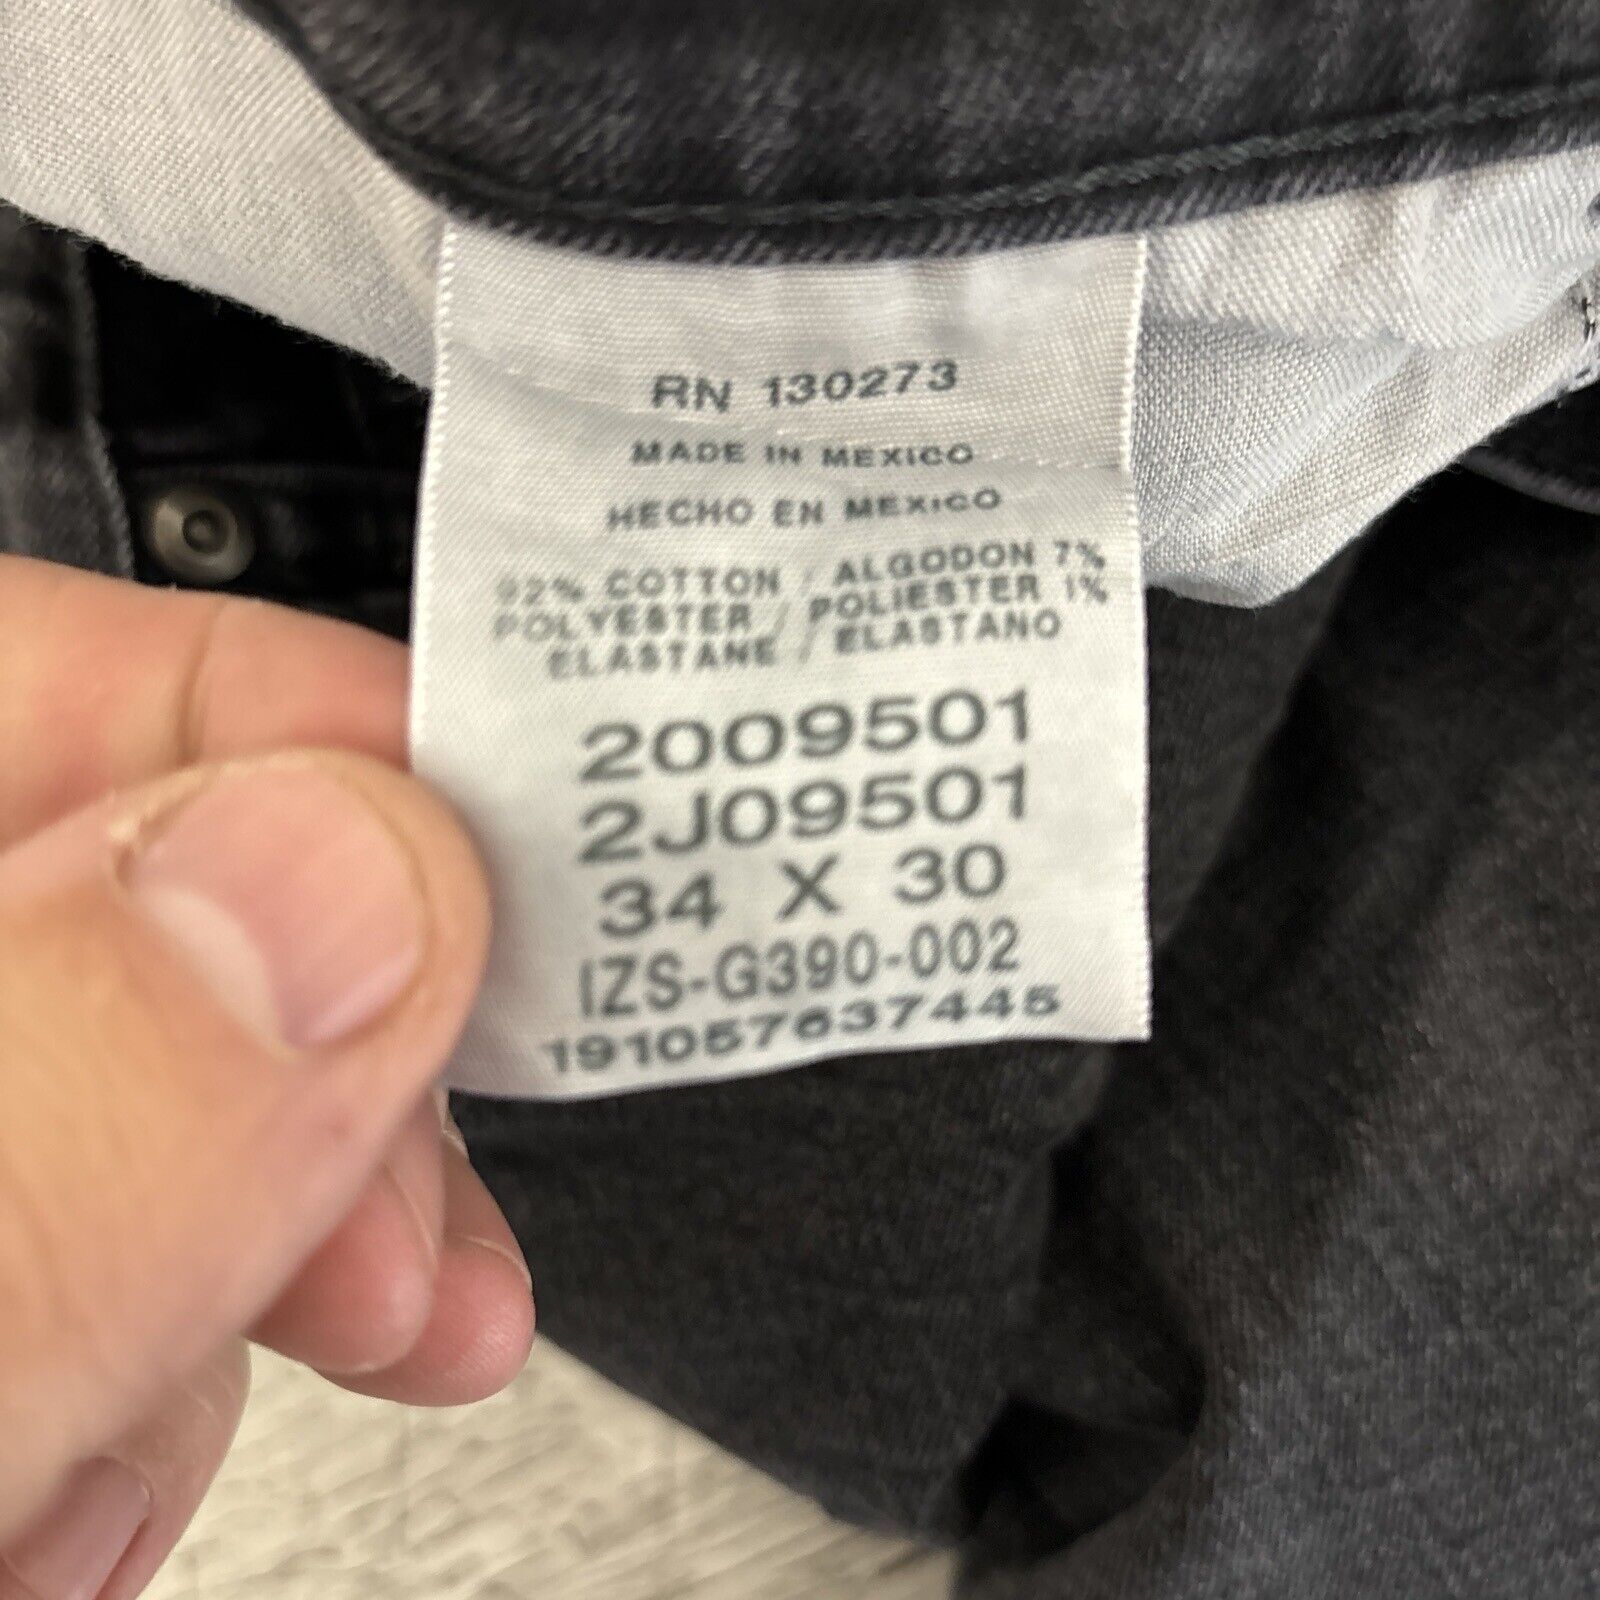 RN 130273
MADE IN MEXICO
HECHO EN MEXICO
92% COTTON / ALGODON 7%
POLYESTER / POLIESTER 1%
ELASTANE / ELASTANO
2009501
2J09501
34 X 30
IZS-G390-002
191057637445